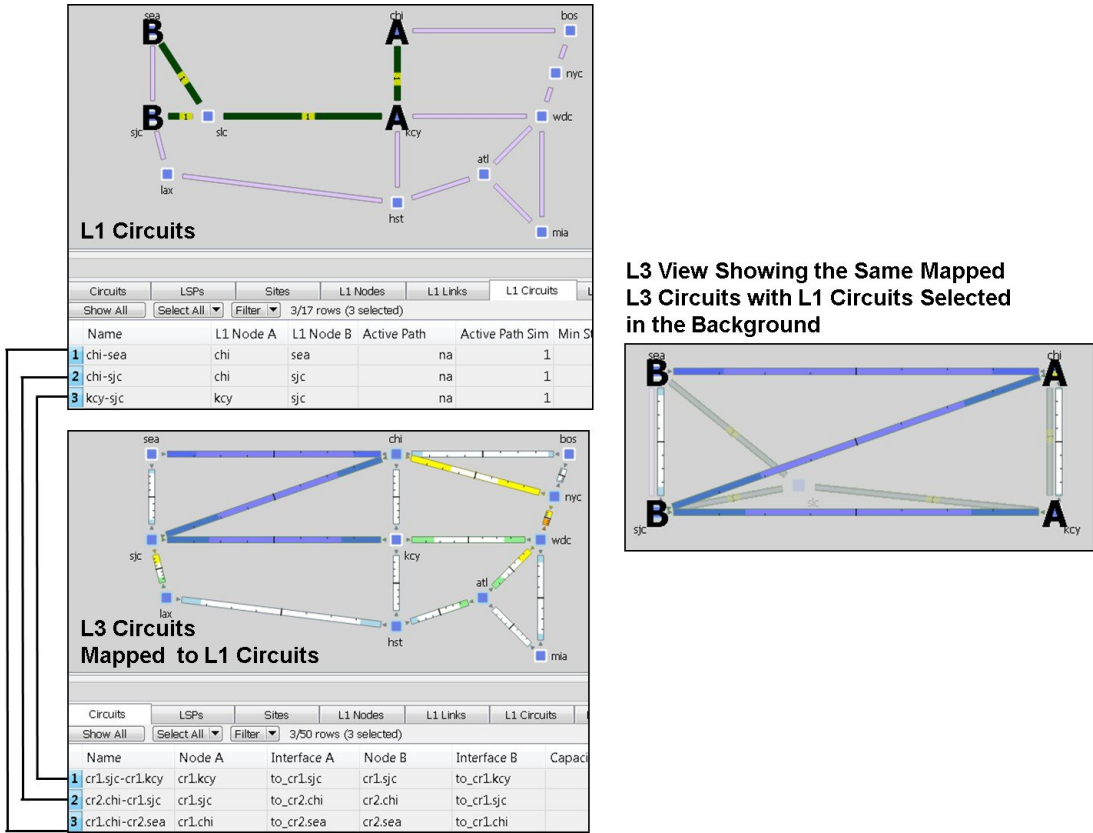 sea
chi
bos
B
A
nyc
1
1
B
1
1
A
wdc
sjc
slc
kcy
atl
lax
hst
mia
L1 Circuits
Circuits LSPs Sites L1 Nodes L1 Links L1 Circuits L
Show All Select All Filter 3/17 rows (3 selected)
Name L1 Node A L1 Node B Active Path Active Path Sim Min S
1 chi-sea chi sea na 1
2 chi-sjc chi sjc na 1
3 kcy-sjc kcy sjc na 1
sea
chi
bos
nyc
sjc
kcy
wdc
atl
lax
hst
mia
L3 Circuits
Mapped to L1 Circuits
Circuits LSPs Sites L1 Nodes L1 Links L1 Circuits
Show All Select All Filter 3/50 rows (3 selected)
Name Node A Interface A Node B Interface B Capaci
1 cr1.sjc-cr1.kcy cr1.kcy to_cr1.sjc cr1.sjc to_cr1.kcy
2 cr2.chi-cr1.sjc cr1.sjc to_cr2.chi cr2.chi to_cr1.sjc
3 cr1.chi-cr2.sea cr1.chi to_cr2.sea cr2.sea to_cr1.chi
L3 View Showing the Same Mapped
L3 Circuits with L1 Circuits Selected
in the Background
sea
chi
B
A
slc
B
A
sjc
kcy